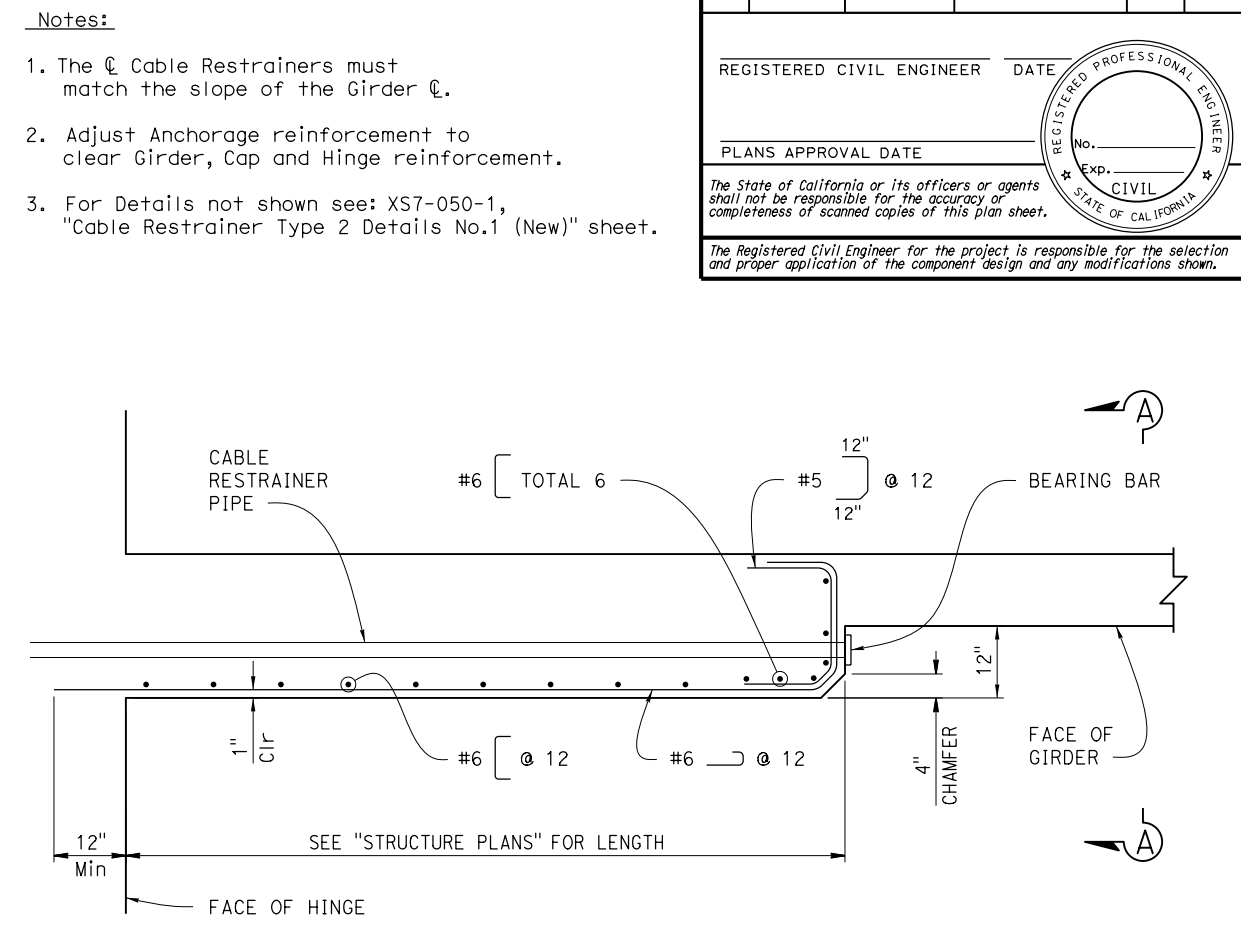 Notes:
1. The ℄ Cable Restrainers must
match the slope of the Girder ℄.
2. Adjust Anchorage reinforcement to
clear Girder, Cap and Hinge reinforcement.
3. For Details not shown see: XS7-050-1,
"Cable Restrainer Type 2 Details No.1 (New)" sheet.
REGISTERED CIVIL ENGINEER DATE
PLANS APPROVAL DATE
The State of California or its officers or agents
shall not be responsible for the accuracy or
completeness of scanned copies of this plan sheet.
REGISTERED PROFESSIONAL ENGINEER
No.
Exp.
CIVIL
STATE OF CALIFORNIA
The Registered Civil Engineer for the project is responsible for the selection
and proper application of the component design and any modifications shown.
A
CABLE
RESTRAINER
PIPE
#6 TOTAL 6
12"
#5 @ 12
12"
BEARING BAR
12"
1"
Clr
#6 @ 12
#6 @ 12
4"
CHAMFER
FACE OF
GIRDER
12"
Min
SEE "STRUCTURE PLANS" FOR LENGTH
A
FACE OF HINGE